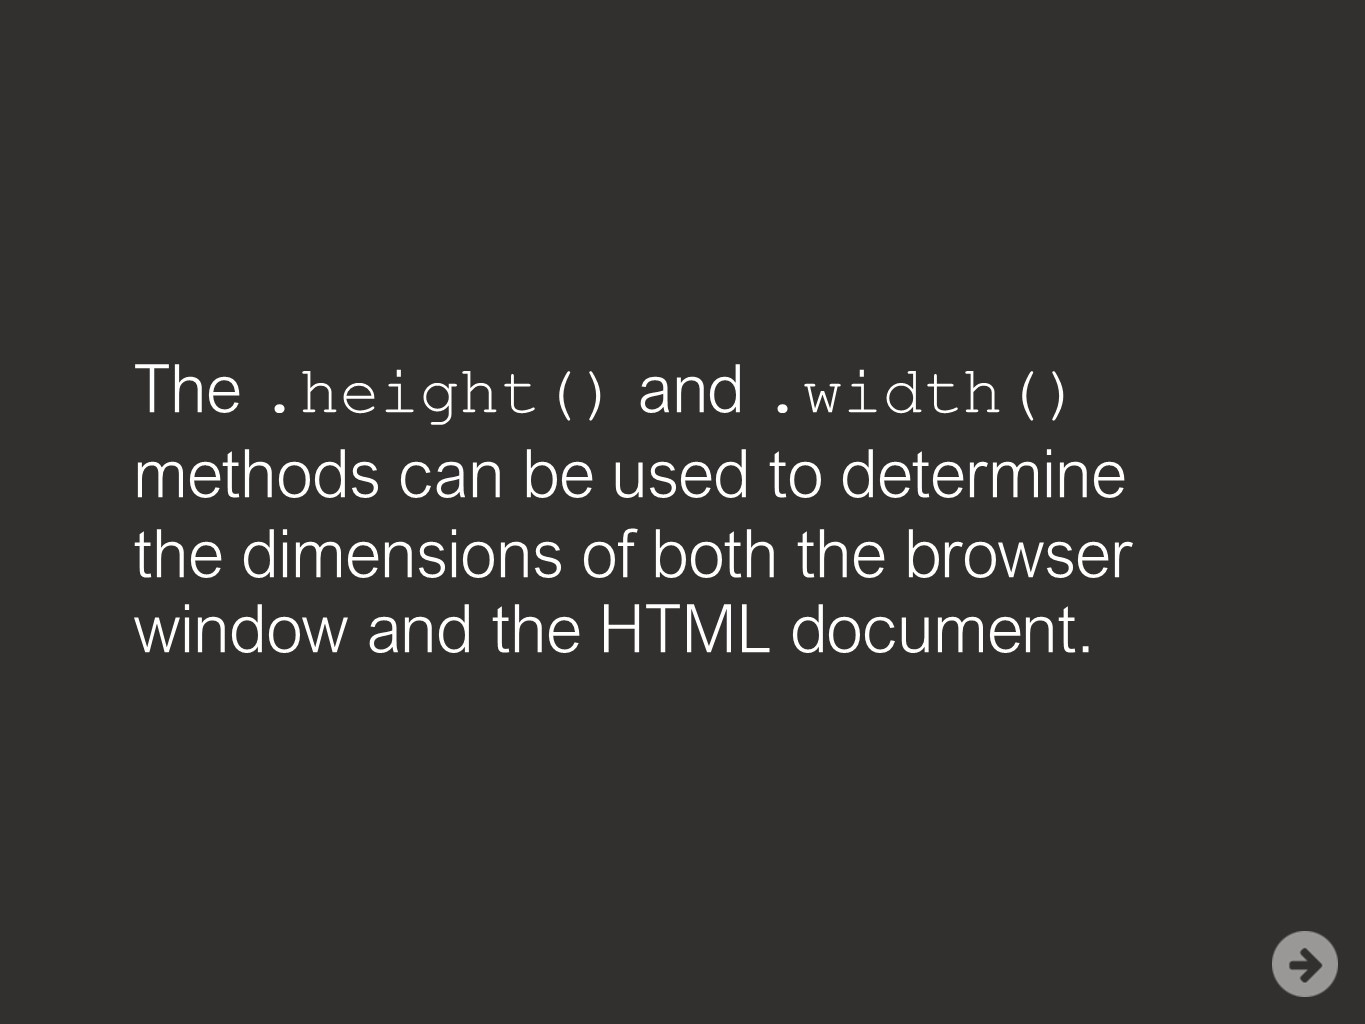 The .height() and .width()
methods can be used to determine
the dimensions of both the browser
window and the HTML document.